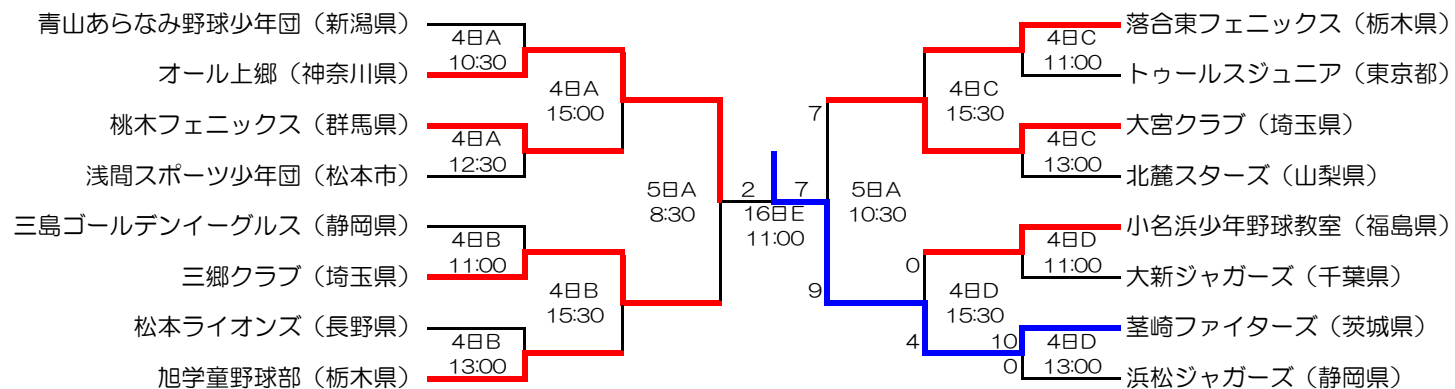 青山あらなみ野球少年団（新潟県）
4日A
10:30
オール上郷（神奈川県）
4日A
15:00
桃木フェニックス（群馬県）
4日A
12:30
浅間スポーツ少年団（松本市）
5日A
8:30
三島ゴールデンイーグルス（静岡県）
4日B
11:00
三郷クラブ（埼玉県）
4日B
15:30
松本ライオンズ（長野県）
4日B
13:00
旭学童野球部（栃木県）
2 7
16日E
11:00
落合東フェニックス（栃木県）
4日C
11:00
トゥールスジュニア（東京都）
4日C
15:30
7
大宮クラブ（埼玉県）
4日C
13:00
北麓スターズ（山梨県）
5日A
10:30
小名浜少年野球教室（福島県）
4日D
11:00
0
大新ジャガーズ（千葉県）
9
4日D
15:30
4
茎崎ファイターズ（茨城県）
10
4日D
0
13:00
浜松ジャガーズ（静岡県）